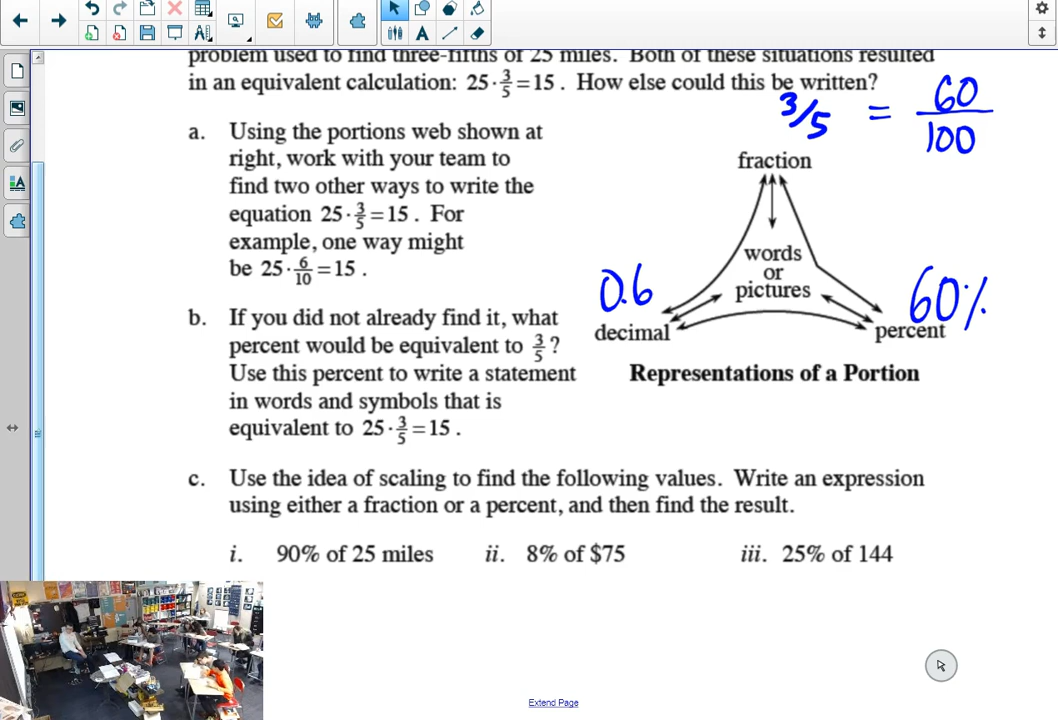 problem used to find three-fifths of 25 miles. Both of these situations resulted
in an equivalent calculation: 25 · 3/5 = 15 . How else could this be written?
3/5 = 60/100
a. Using the portions web shown at
right, work with your team to
find two other ways to write the
equation 25 · 3/5 = 15 . For
example, one way might
be 25 · 6/10 = 15 .
fraction
words
or
pictures
0.6
decimal
60%
percent
Representations of a Portion
b. If you did not already find it, what
percent would be equivalent to 3/5 ?
Use this percent to write a statement
in words and symbols that is
equivalent to 25 · 3/5 = 15 .
c. Use the idea of scaling to find the following values. Write an expression
using either a fraction or a percent, and then find the result.
i. 90% of 25 miles ii. 8% of $75 iii. 25% of 144
Extend Page